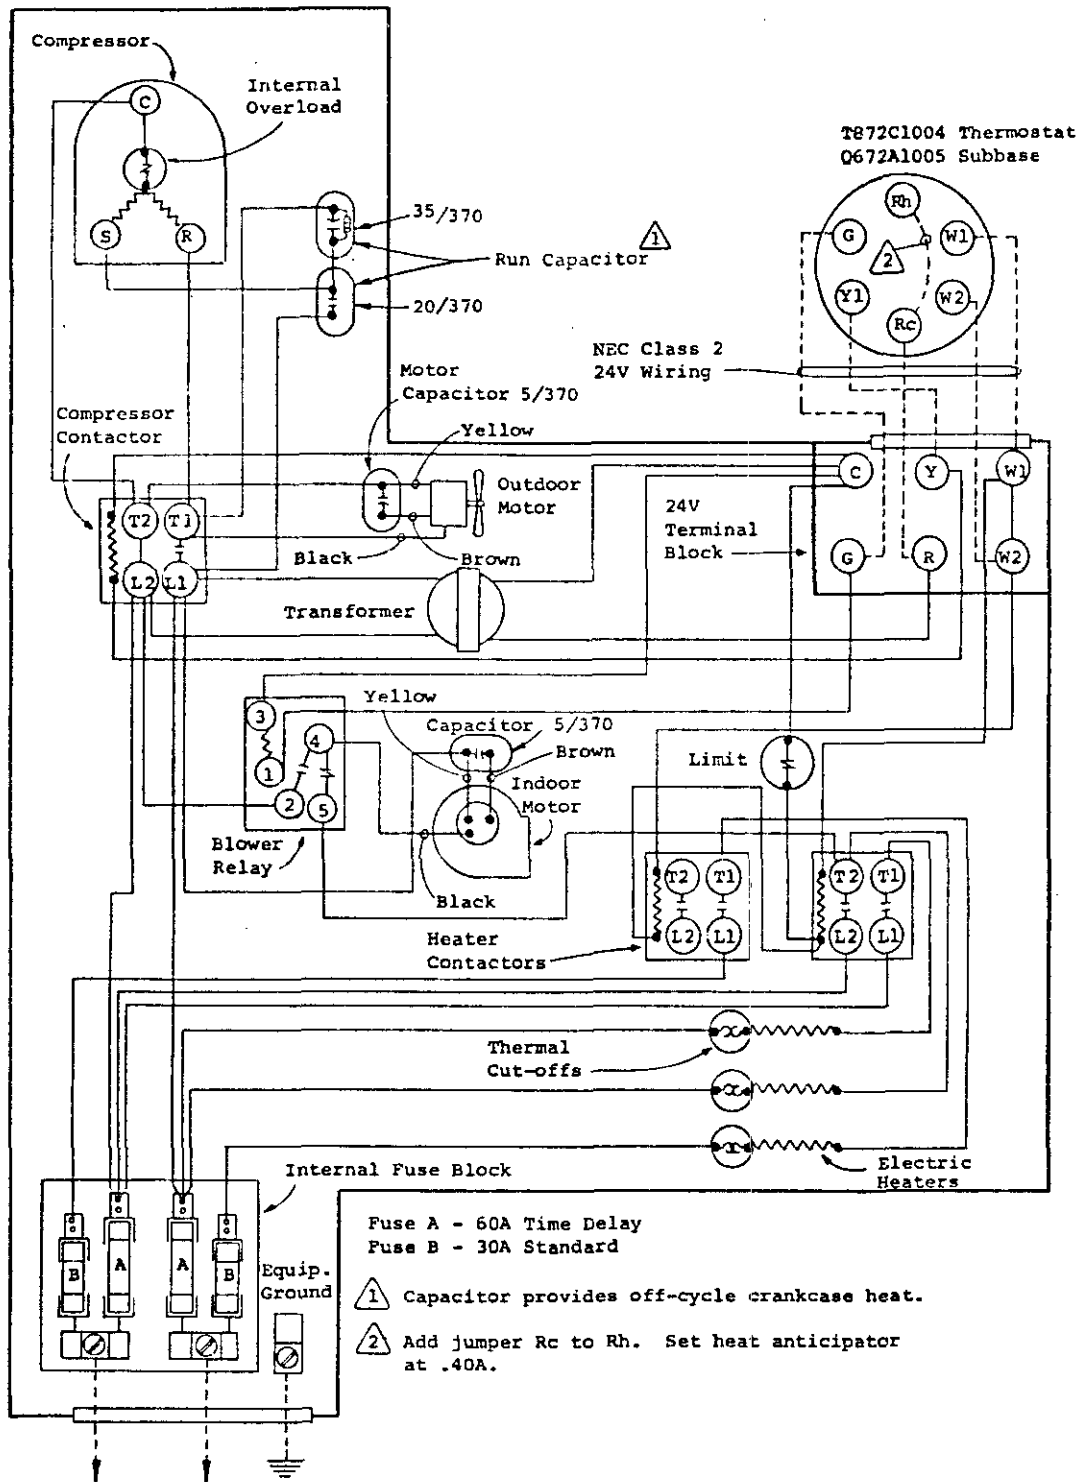 Compressor
Internal
Overload
C
S
R
35/370
1
Run Capacitor
20/370
T872C1004 Thermostat
Q672A1005 Subbase
Rh
G
W1
2
Y1
W2
Rc
NEC Class 2
24V Wiring
Motor
Capacitor 5/370
Yellow
Compressor
Contactor
Outdoor
Motor
T2
T1
Black
Brown
L2
L1
Transformer
24V
Terminal
Block
C
Y
W1
G
R
W2
Yellow
Capacitor 5/370
Brown
3
4
1
2
5
Blower
Relay
Indoor
Motor
Black
Limit
Heater
Contactors
T2
T1
L2
L1
T2
T1
L2
L1
Thermal
Cut-offs
Electric
Heaters
Internal Fuse Block
B
A
A
B
Equip.
Ground
Fuse A - 60A Time Delay
Fuse B - 30A Standard
1 Capacitor provides off-cycle crankcase heat.
2 Add jumper Rc to Rh. Set heat anticipator
at .40A.